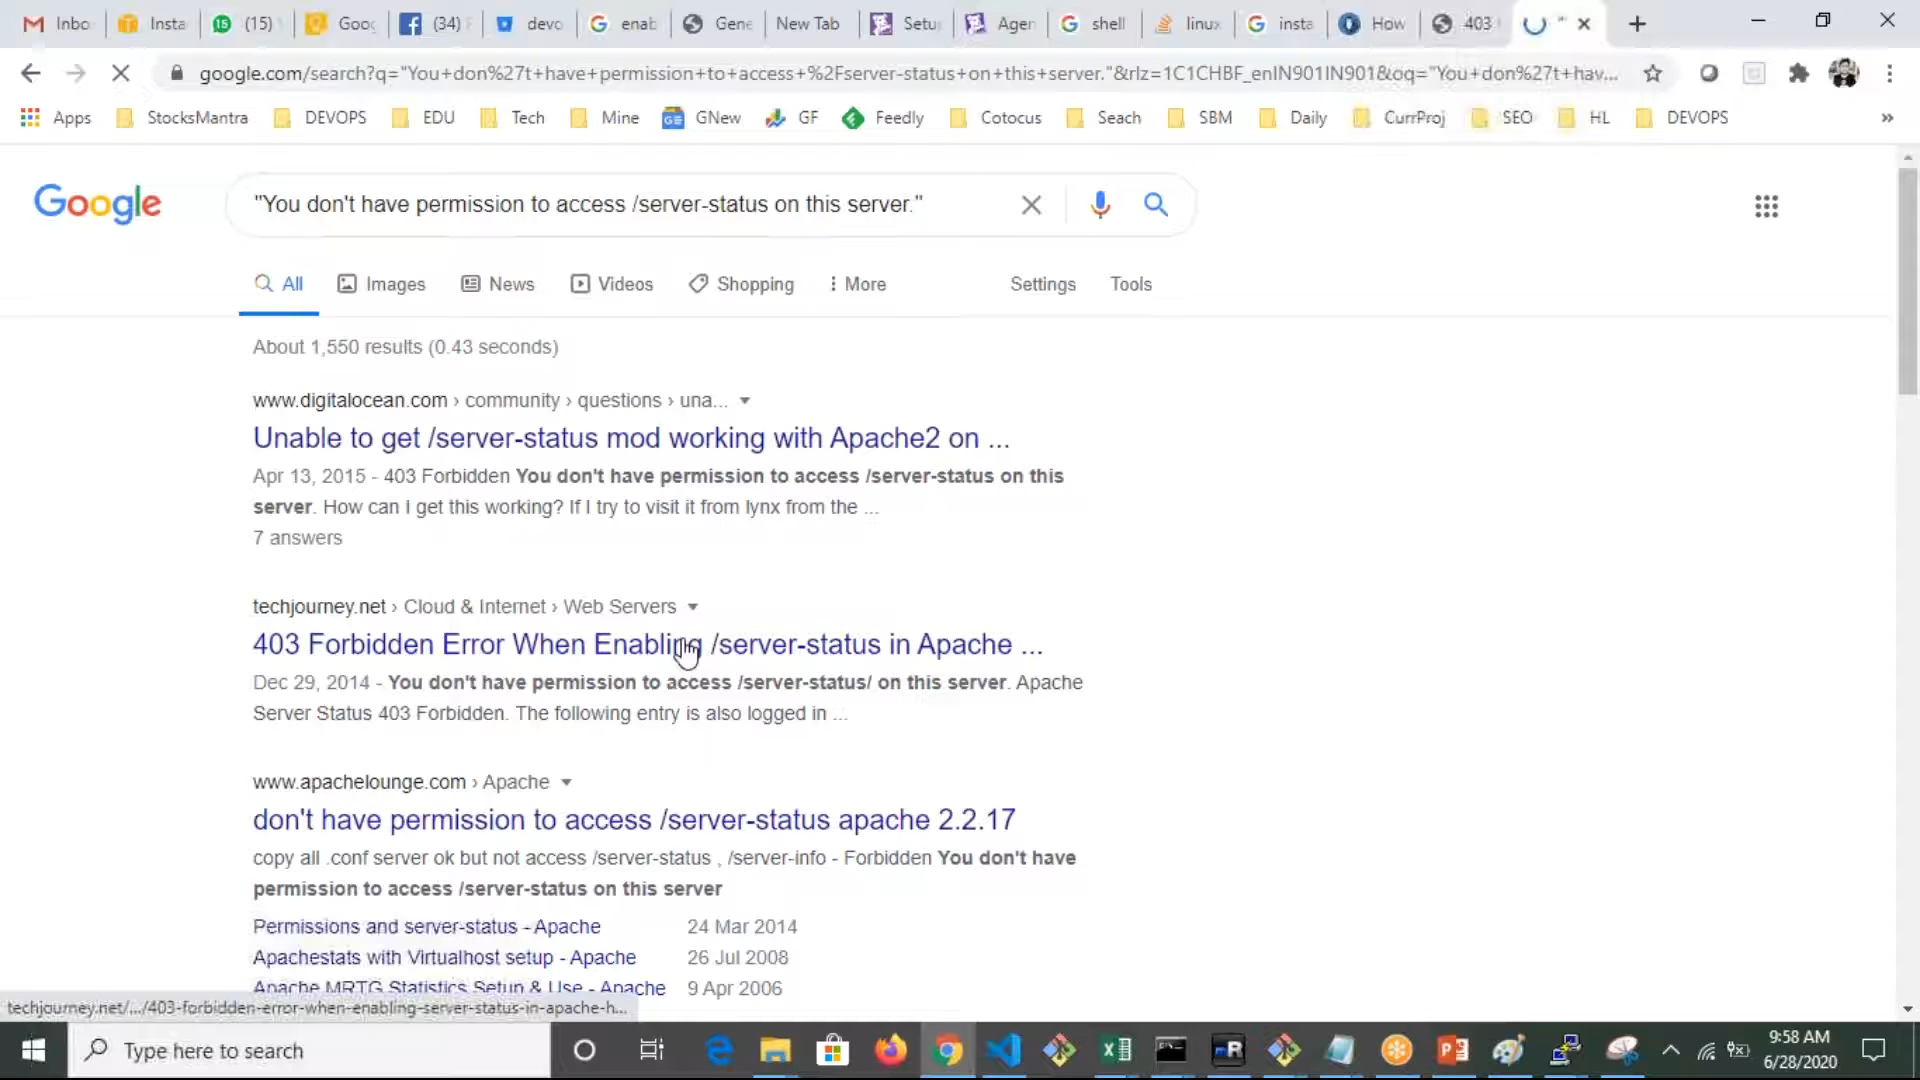 Inbo
Insta
(15)
Goog
(34) F
devo
enab
Gene
New Tab
Setu
Agen
shell
linux
insta
How
403
google.com/search?q="You+don%27t+have+permission+to+access+%2Fserver-status+on+this+server."&rlz=1C1CHBF_enIN901IN901&oq="You+don%27t+hav...
Apps
StocksMantra
DEVOPS
EDU
Tech
Mine
GNew
GF
Feedly
Cotocus
Seach
SBM
Daily
CurrProj
SEO
HL
DEVOPS
»
Google
"You don't have permission to access /server-status on this server."
All
Images
News
Videos
Shopping
More
Settings
Tools
About 1,550 results (0.43 seconds)
www.digitalocean.com › community › questions › una...
Unable to get /server-status mod working with Apache2 on ...
Apr 13, 2015 - 403 Forbidden You don't have permission to access /server-status on this
server. How can I get this working? If I try to visit it from lynx from the ...
7 answers
techjourney.net › Cloud & Internet › Web Servers
403 Forbidden Error When Enabling /server-status in Apache ...
Dec 29, 2014 - You don't have permission to access /server-status/ on this server. Apache
Server Status 403 Forbidden. The following entry is also logged in ...
www.apachelounge.com › Apache
don't have permission to access /server-status apache 2.2.17
copy all .conf server ok but not access /server-status , /server-info - Forbidden You don't have
permission to access /server-status on this server
Permissions and server-status - Apache 24 Mar 2014
Apachestats with Virtualhost setup - Apache 26 Jul 2008
Apache MRTG Statistics Setup & Use - Apache 9 Apr 2006
techjourney.net/.../403-forbidden-error-when-enabling-server-status-in-apache-h...
Type here to search
9:58 AM
6/28/2020